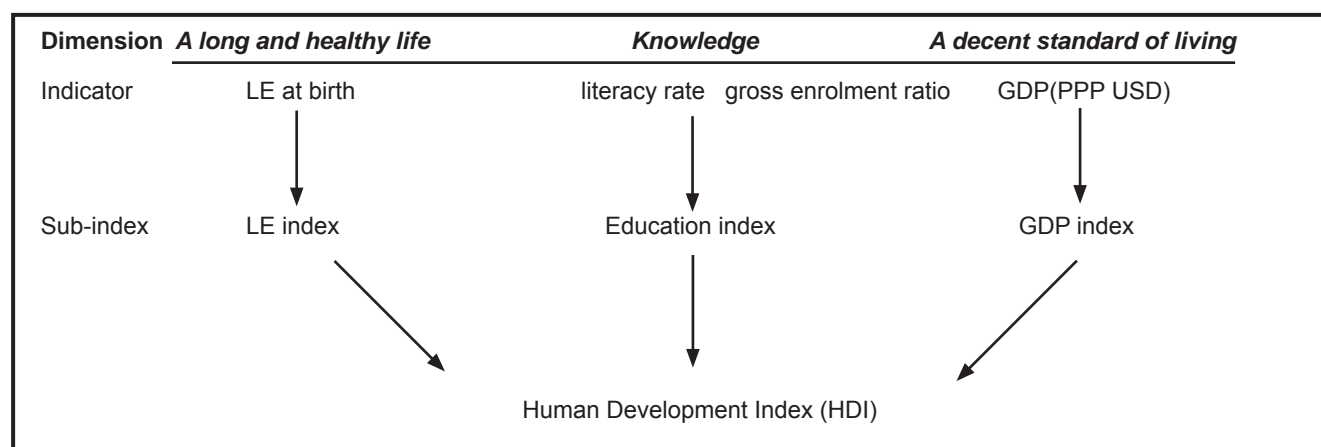 Dimension A long and healthy life Knowledge A decent standard of living
Indicator LE at birth literacy rate gross enrolment ratio GDP(PPP USD)
Sub-index LE index Education index GDP index
Human Development Index (HDI)